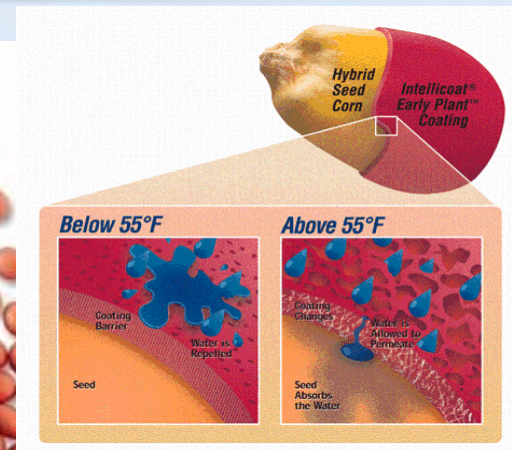 Hybrid
Seed
Corn
Intellicoat®
Early Plant™
Coating
Below 55°F
Above 55°F
Coating
Barrier
Water is
Repelled
Seed
Coating
Changes
Water is
Allowed to
Permeate
Seed
Absorbs
the Water